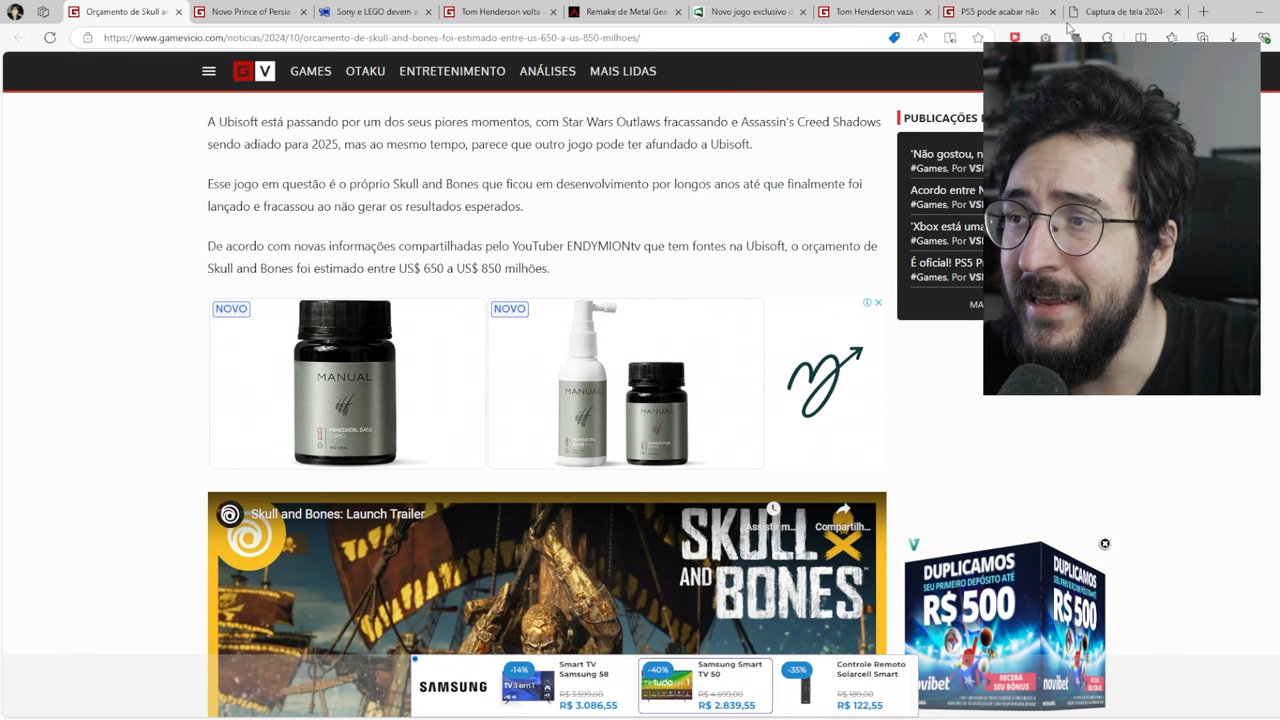 Orçamento de Skull ar
Novo Prince of Persia
Sony e LEGO devem a
Tom Henderson volta
Remake de Metal Gea
Novo jogo exclusivo d
Tom Henderson vaza s
PS5 pode acabar não s
Captura de tela 2024-
https://www.gamevicio.com/noticias/2024/10/orcamento-de-skull-and-bones-foi-estimado-entre-us-650-a-us-850-milhoes/
G V GAMES OTAKU ENTRETENIMENTO ANÁLISES MAIS LIDAS
A Ubisoft está passando por um dos seus piores momentos, com Star Wars Outlaws fracassando e Assassin's Creed Shadows
sendo adiado para 2025, mas ao mesmo tempo, parece que outro jogo pode ter afundado a Ubisoft.
Esse jogo em questão é o próprio Skull and Bones que ficou em desenvolvimento por longos anos até que finalmente foi
lançado e fracassou ao não gerar os resultados esperados.
De acordo com novas informações compartilhadas pelo YouTuber ENDYMIONtv que tem fontes na Ubisoft, o orçamento de
Skull and Bones foi estimado entre US$ 650 a US$ 850 milhões.
PUBLICAÇÕES
'Não gostou, n
#Games, Por VS
Acordo entre N
#Games, Por VS
'Xbox está uma
#Games, Por VS
É oficial! PS5 P
#Games, Por VS
MA
NOVO
MANUAL
MINOXIDIL BASE
NOVO
MANUAL
MANUAL
Skull and Bones: Launch Trailer
Assistir m...
Compartilh...
SKULL
AND BONES
DUPLICAMOS
SEU PRIMEIRO DEPÓSITO ATÉ
R$ 500
RECEBA
SEU BÔNUS
novibet
DUPLICAMOS
R$ 500
novibet
SAMSUNG
-14%
Smart TV
Samsung 58
R$ 3.599,00
R$ 3.086,55
-40%
Samsung Smart
TV 50
R$ 4.699,00
R$ 2.839,55
-35%
Controle Remoto
Solarcell Smart
R$ 189,00
R$ 122,55